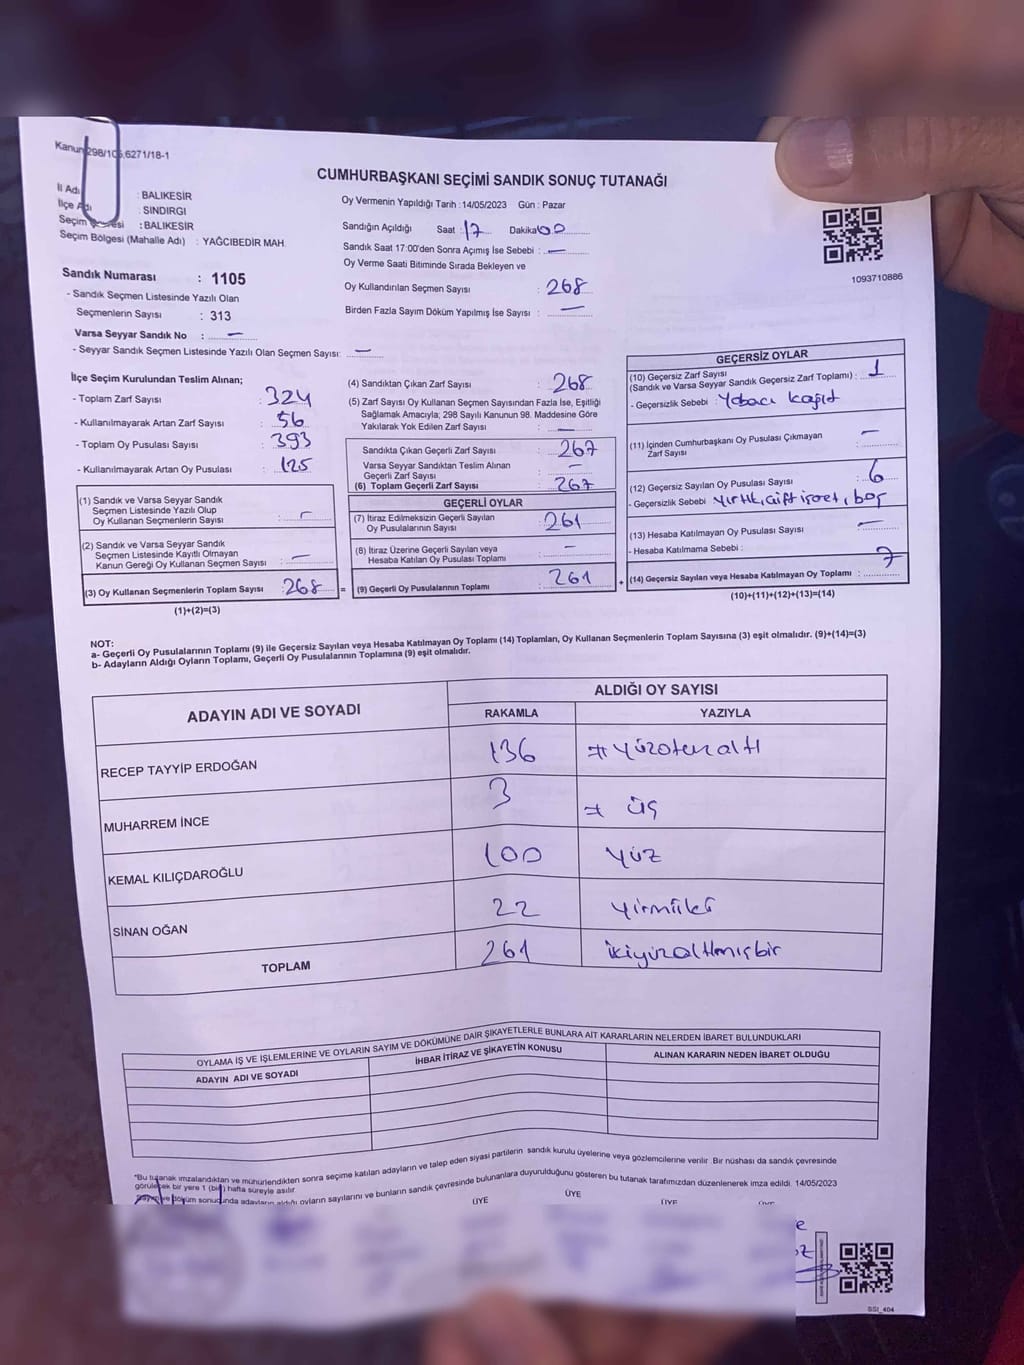 Kanun 298/105,6271/18-1
CUMHURBAŞKANI SEÇİMİ SANDIK SONUÇ TUTANAĞI
İl Adı : BALIKESİR
İlçe Adı : SINDIRGI
Seçim Çevresi : BALIKESİR
Seçim Bölgesi (Mahalle Adı) : YAĞCIBEDİR MAH.
Sandık Numarası : 1105
- Sandık Seçmen Listesinde Yazılı Olan
Seçmenlerin Sayısı : 313
Varsa Seyyar Sandık No : —
- Seyyar Sandık Seçmen Listesinde Yazılı Olan Seçmen Sayısı: —
Oy Vermenin Yapıldığı Tarih : 14/05/2023 Gün : Pazar
Sandığın Açıldığı Saat : 17 Dakika 00
Sandık Saat 17:00'den Sonra Açımış İse Sebebi : —
Oy Verme Saati Bitiminde Sırada Bekleyen ve
Oy Kullandırılan Seçmen Sayısı : 268
Birden Fazla Sayım Döküm Yapılmış İse Sayısı : —
1093710886
İlçe Seçim Kurulundan Teslim Alınan;
- Toplam Zarf Sayısı : 324
- Kullanılmayarak Artan Zarf Sayısı : 56
- Toplam Oy Pusulası Sayısı : 393
- Kullanılmayarak Artan Oy Pusulası : 125
(1) Sandık ve Varsa Seyyar Sandık
Seçmen Listesinde Yazılı Olup
Oy Kullanan Seçmenlerin Sayısı :
(2) Sandık ve Varsa Seyyar Sandık
Seçmen Listesinde Kayıtlı Olmayan
Kanun Gereği Oy Kullanan Seçmen Sayısı : —
(3) Oy Kullanan Seçmenlerin Toplam Sayısı : 268 =
(1)+(2)=(3)
(4) Sandıktan Çıkan Zarf Sayısı : 268
(5) Zarf Sayısı Oy Kullanan Seçmen Sayısından Fazla İse, Eşitliği
Sağlamak Amacıyla; 298 Sayılı Kanunun 98. Maddesine Göre
Yakılarak Yok Edilen Zarf Sayısı : —
Sandıkta Çıkan Geçerli Zarf Sayısı : 267
Varsa Seyyar Sandıktan Teslim Alınan
Geçerli Zarf Sayısı : —
(6) Toplam Geçerli Zarf Sayısı : 267
GEÇERLİ OYLAR
(7) İtiraz Edilmeksizin Geçerli Sayılan
Oy Pusulalarının Sayısı : 261
(8) İtiraz Üzerine Geçerli Sayılan veya
Hesaba Katılan Oy Pusulası Toplamı : —
(9) Geçerli Oy Pusulalarının Toplamı : 261 +
GEÇERSİZ OYLAR
(10) Geçersiz Zarf Sayısı
(Sandık ve Varsa Seyyar Sandık Geçersiz Zarf Toplamı) : 1
- Geçersizlik Sebebi : Yabacı kağıt
(11) İçinden Cumhurbaşkanı Oy Pusulası Çıkmayan
Zarf Sayısı : —
(12) Geçersiz Sayılan Oy Pusulası Sayısı : 6
- Geçersizlik Sebebi : yırtık, çift işaret, boş
(13) Hesaba Katılmayan Oy Pusulası Sayısı : —
- Hesaba Katılmama Sebebi :
(14) Geçersiz Sayılan veya Hesaba Katılmayan Oy Toplamı : 7
(10)+(11)+(12)+(13)=(14)
NOT:
a- Geçerli Oy Pusulalarının Toplamı (9) ile Geçersiz Sayılan veya Hesaba Katılmayan Oy Toplamı (14) Toplamları, Oy Kullanan Seçmenlerin Toplam Sayısına (3) eşit olmalıdır. (9)+(14)=(3)
b- Adayların Aldığı Oyların Toplamı, Geçerli Oy Pusulalarının Toplamına (9) eşit olmalıdır.
ADAYIN ADI VE SOYADI ALDIĞI OY SAYISI
RAKAMLA YAZIYLA
RECEP TAYYİP ERDOĞAN 136 # yüzotuzaltı
MUHARREM İNCE 3 # üç
KEMAL KILIÇDAROĞLU 100 yüz
SİNAN OĞAN 22 yirmiiki
TOPLAM 261 ikiyüzaltmışbir
OYLAMA İŞ VE İŞLEMLERİNE VE OYLARIN SAYIM VE DÖKÜMÜNE DAİR ŞİKAYETLERLE BUNLARA AİT KARARLARIN NELERDEN İBARET BULUNDUKLARI
ADAYIN ADI VE SOYADI İHBAR İTİRAZ VE ŞİKAYETİN KONUSU ALINAN KARARIN NEDEN İBARET OLDUĞU
*Bu tutanak imzalandıktan ve mühürlendikten sonra seçime katılan adayların ve talep eden siyasi partilerin sandık kurulu üyelerine veya gözlemcilerine verilir. Bir nüshası da sandık çevresinde
görülecek bir yere 1 (bir) hafta süreyle asılır.
Sayım ve döküm sonucunda adayların aldığı oyların sayılarını ve bunların sandık çevresinde bulunanlara duyurulduğunu gösteren bu tutanak tarafımızdan düzenlenerek imza edildi. 14/05/2023
ÜYE ÜYE ÜYE
SSI_404